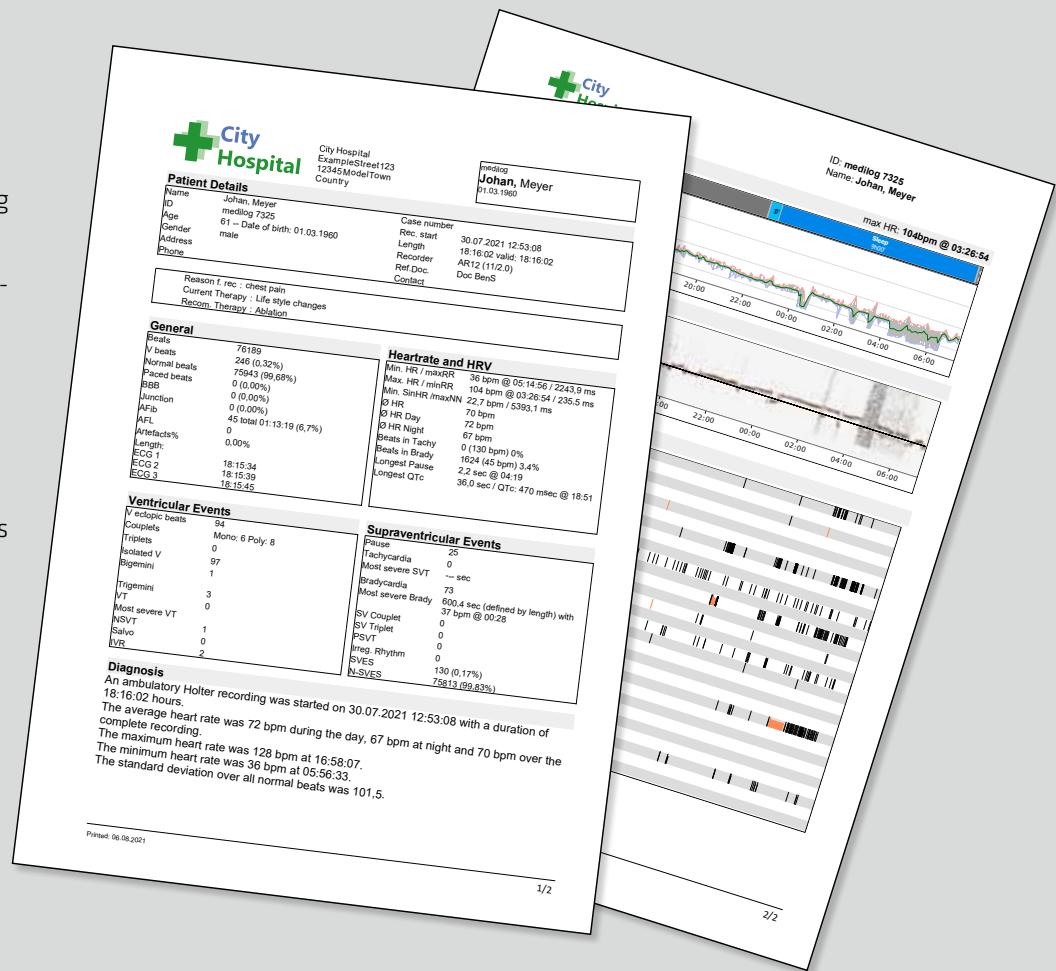 City
Hospital
City Hospital
ExampleStreet123
12345ModelTown
Country
medilog
Johan, Meyer
01.03.1960
Patient Details
Name Johan, Meyer
ID medilog 7325
Age 61 -- Date of birth: 01.03.1960
Gender male
Address
Phone
Case number
Rec. start 30.07.2021 12:53:08
Length 18:16:02 valid: 18:16:02
Recorder AR12 (11/2.0)
Ref.Doc. Doc BenS
Contact
Reason f. rec : chest pain
Current Therapy : Life style changes
Recom. Therapy : Ablation
General
Beats 76189
V beats 246 (0,32%)
Normal beats 75943 (99,68%)
Paced beats 0 (0,00%)
BBB 0 (0,00%)
Junction 0 (0.00%)
AFib 45 total 01:13:19 (6,7%)
AFL 0
Artefacts% 0,00%
Length:
ECG 1 18:15:34
ECG 2 18:15:39
ECG 3 18:15:45
Heartrate and HRV
Min. HR / maxRR 36 bpm @ 05:14:56 / 2243,9 ms
Max. HR / minRR 104 bpm @ 03:26:54 / 235,5 ms
Min. SinHR /maxNN 22,7 bpm / 5393,1 ms
Ø HR 70 bpm
Ø HR Day 72 bpm
Ø HR Night 67 bpm
Beats in Tachy 0 (130 bpm) 0%
Beats in Brady 1624 (45 bpm) 3.4%
Longest Pause 2,2 sec @ 04:19
Longest QTc 36,0 sec / QTc: 470 msec @ 18:51
Ventricular Events
V ectopic beats 94
Couplets Mono: 6 Poly: 8
Triplets 0
Isolated V 97
Bigemini 1
Trigemini 3
VT 0
Most severe VT
NSVT 1
Salvo 0
IVR 2
Supraventricular Events
Pause 25
Tachycardia 0
Most severe SVT --- sec
Bradycardia 73
Most severe Brady 600,4 sec (defined by length) with
37 bpm @ 00:28
SV Couplet 0
SV Triplet 0
PSVT 0
Irreg. Rhythm 0
SVES 130 (0,17%)
N-SVES 75813 (99,83%)
Diagnosis
An ambulatory Holter recording was started on 30.07.2021 12:53:08 with a duration of
18:16:02 hours.
The average heart rate was 72 bpm during the day, 67 bpm at night and 70 bpm over the
complete recording.
The maximum heart rate was 128 bpm at 16:58:07.
The minimum heart rate was 36 bpm at 05:56:33.
The standard deviation over all normal beats was 101,5.
Printed: 06.08.2021
1/2
City
ID: medilog 7325
Name: Johan, Meyer
max HR: 104bpm @ 03:26:54
Sleep
20:00 22:00 00:00 02:00 04:00 06:00
22:00 00:00 02:00 04:00 06:00
2/2